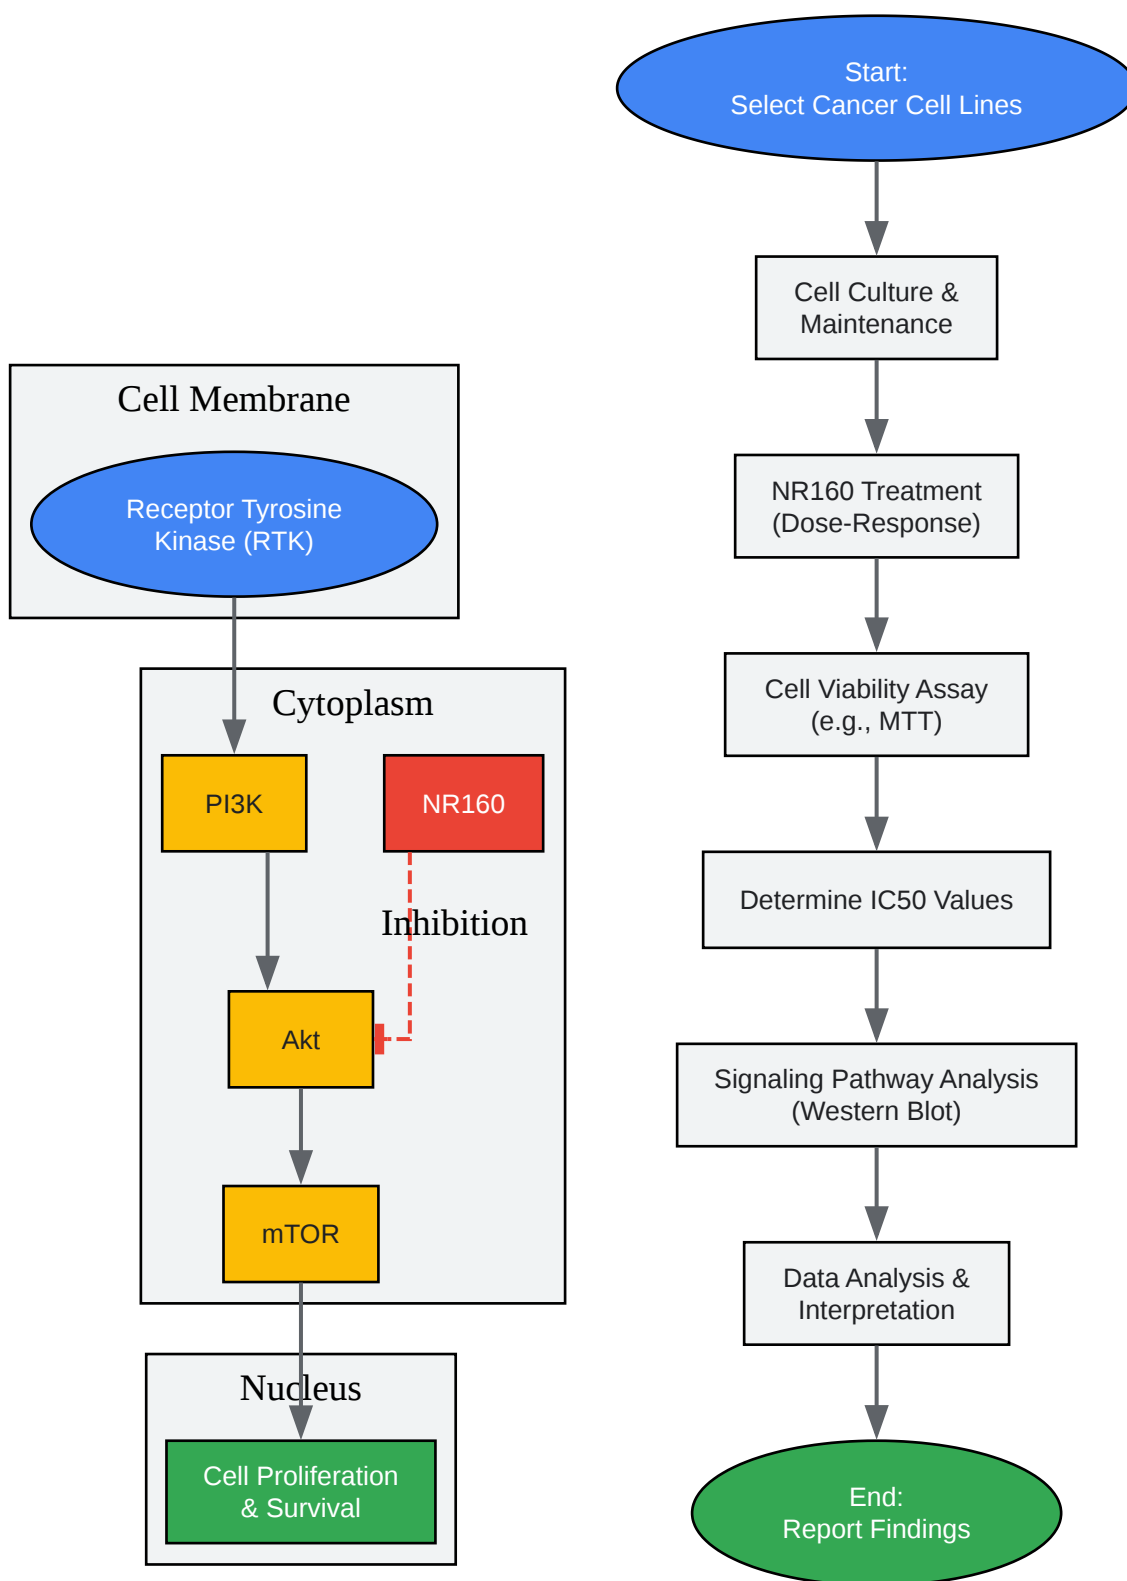 Cell Membrane
Receptor Tyrosine
Kinase (RTK)
Cytoplasm
PI3K
NR160
Inhibition
Akt
mTOR
Nucleus
Cell Proliferation
& Survival
Start:
Select Cancer Cell Lines
Cell Culture &
Maintenance
NR160 Treatment
(Dose-Response)
Cell Viability Assay
(e.g., MTT)
Determine IC50 Values
Signaling Pathway Analysis
(Western Blot)
Data Analysis &
Interpretation
End:
Report Findings